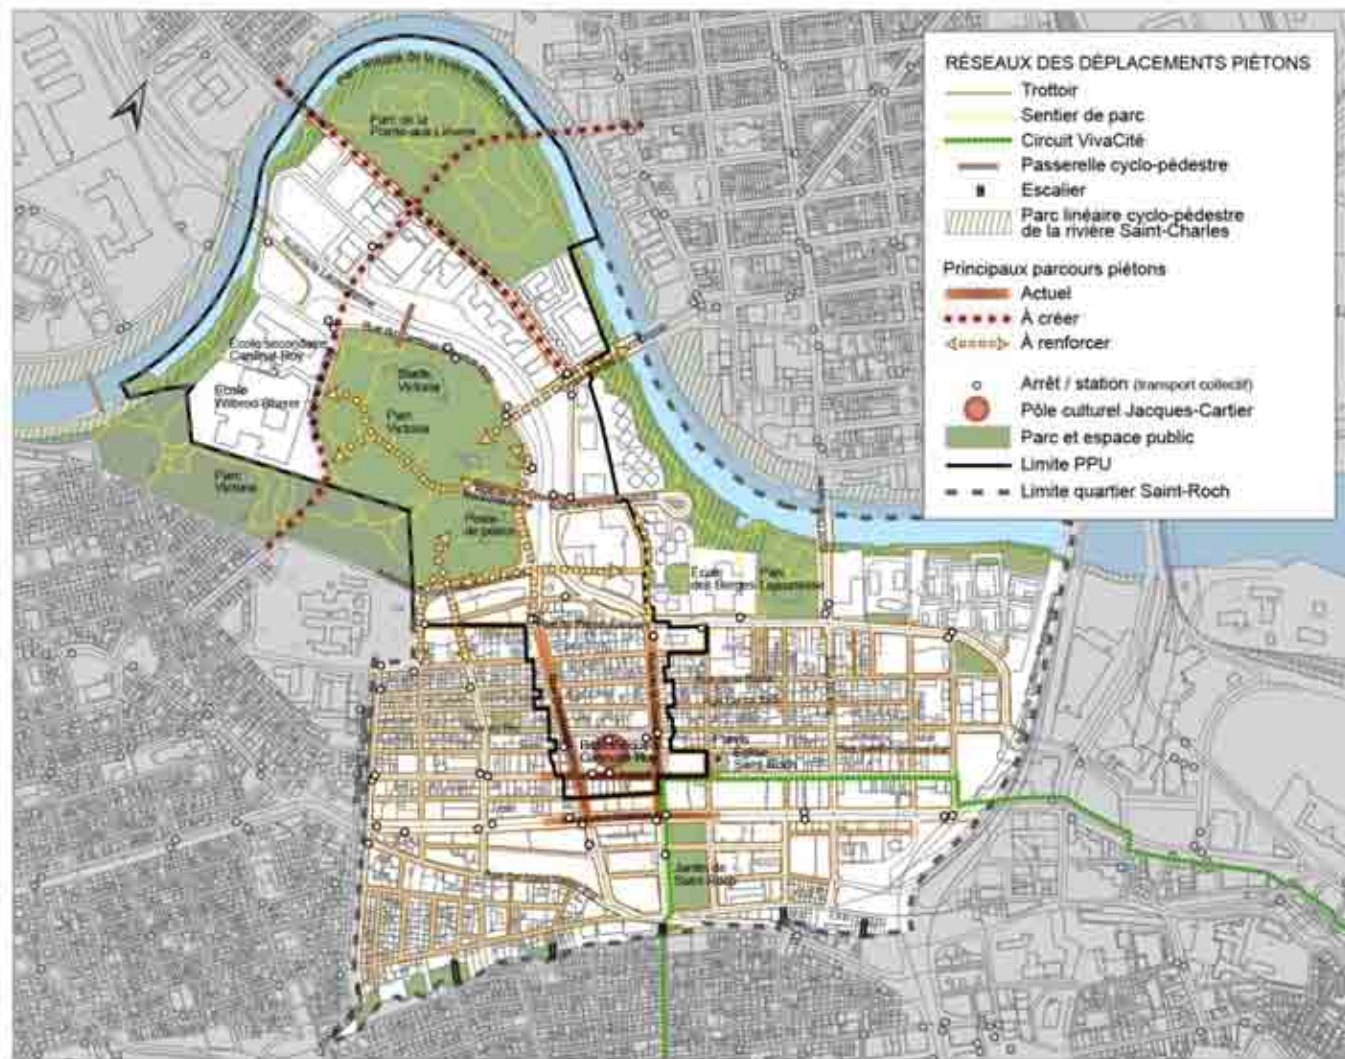 RÉSEAUX DES DÉPLACEMENTS PIÉTONS
Trottoir
Sentier de parc
Circuit VivaCité
Passerelle cyclo-pédestre
Escalier
Parc linéaire cyclo-pédestre
de la rivière Saint-Charles
Principaux parcours piétons
Actuel
À créer
À renforcer
Arrêt / station (transport collectif)
Pôle culturel Jacques-Cartier
Parc et espace public
Limite PPU
Limite quartier Saint-Roch
Parc de la
Pointe-aux-Lièvres
École secondaire
Cardinal-Roy
École
Stade
Victoria
Parc
Victoria
Parc
Victoria
École
des Berges
Parc
Jardin de
Saint-Roch